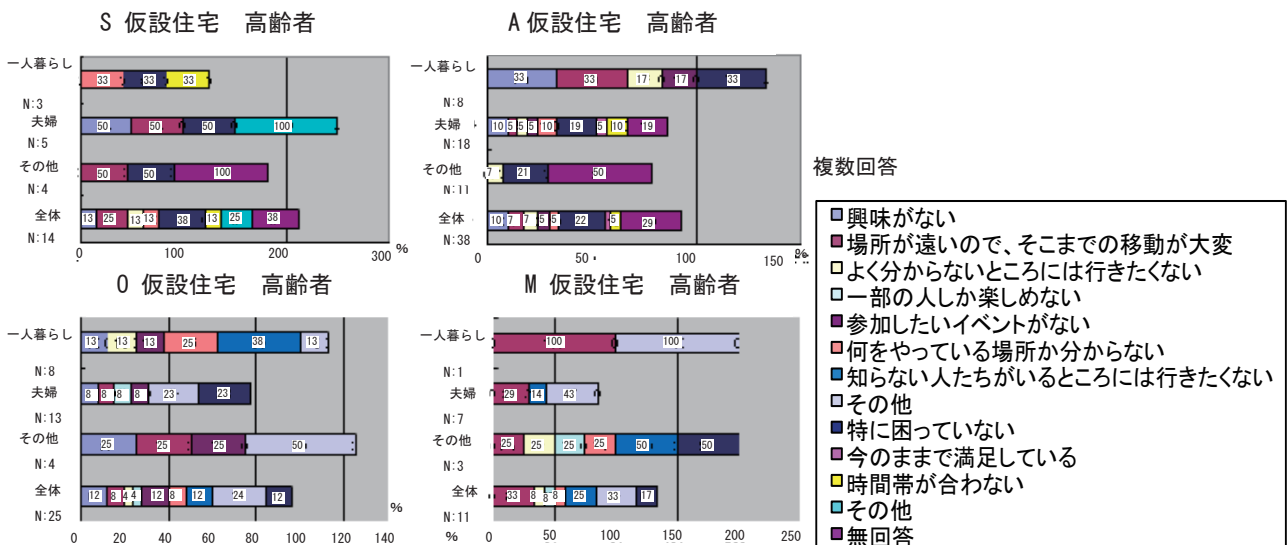 S 仮設住宅 高齢者
一人暮らし
33 33 33
N:3
夫婦
50 50 50 100
N:5
その他
50 50 100
N:4
全体
13 25 13 13 38 13 25 38
N:14
0 100 200 300 %
A 仮設住宅 高齢者
一人暮らし
33 33 17 17 33
N:8
夫婦
10 5 5 5 10 19 5 10 19
N:18
その他
7 21 50
N:11
全体
10 7 7 5 5 22 5 29
N:38
0 50 100 150 %
O 仮設住宅 高齢者
一人暮らし
13 13 13 25 38 13
N:8
夫婦
8 8 8 8 23 23
N:13
その他
25 25 25 50
N:4
全体
12 8 4 4 12 8 12 24 12
N:25
0 20 40 60 80 100 120 140
%
M 仮設住宅 高齢者
一人暮らし
100 100
N:1
夫婦
29 14 43
N:7
その他
25 25 25 25 50 50
N:3
全体
33 8 8 8 25 33 17
N:11
% 0 50 100 150 200 250
複数回答
興味がない
場所が遠いので、そこまでの移動が大変
よく分からないところには行きたくない
一部の人しか楽しめない
参加したいイベントがない
何をやっている場所か分からない
知らない人たちがいるところには行きたくない
その他
特に困っていない
今のままで満足している
時間帯が合わない
その他
無回答